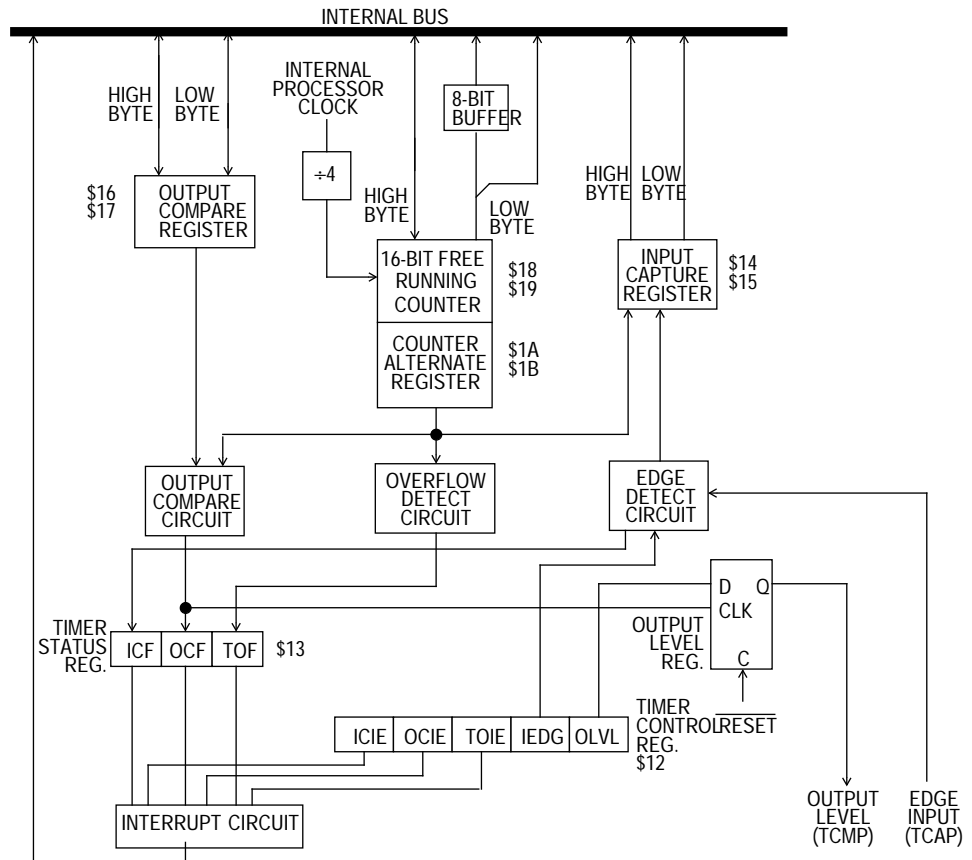 INTERNAL BUS
HIGH
BYTE
LOW
BYTE
INTERNAL
PROCESSOR
CLOCK
÷4
8-BIT
BUFFER
HIGH
BYTE
LOW
BYTE
HIGH
BYTE
LOW
BYTE
$16
$17
OUTPUT
COMPARE
REGISTER
16-BIT FREE
RUNNING
COUNTER
$18
$19
COUNTER
ALTERNATE
REGISTER
$1A
$1B
INPUT
CAPTURE
REGISTER
$14
$15
OUTPUT
COMPARE
CIRCUIT
OVERFLOW
DETECT
CIRCUIT
EDGE
DETECT
CIRCUIT
D Q
CLK
C
OUTPUT
LEVEL
REG.
TIMER
STATUS
REG.
ICF OCF TOF
$13
RESET
TIMER
CONTROL
REG.
$12
ICIE OCIE TOIE IEDG OLVL
INTERRUPT CIRCUIT
OUTPUT
LEVEL
(TCMP)
EDGE
INPUT
(TCAP)